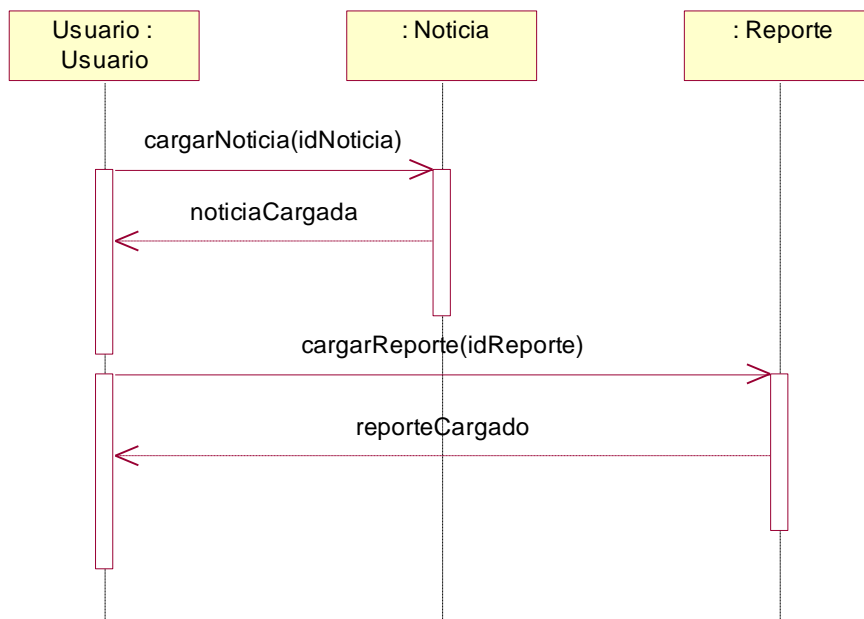 Usuario :
Usuario
: Noticia
: Reporte
cargarNoticia(idNoticia)
noticiaCargada
cargarReporte(idReporte)
reporteCargado